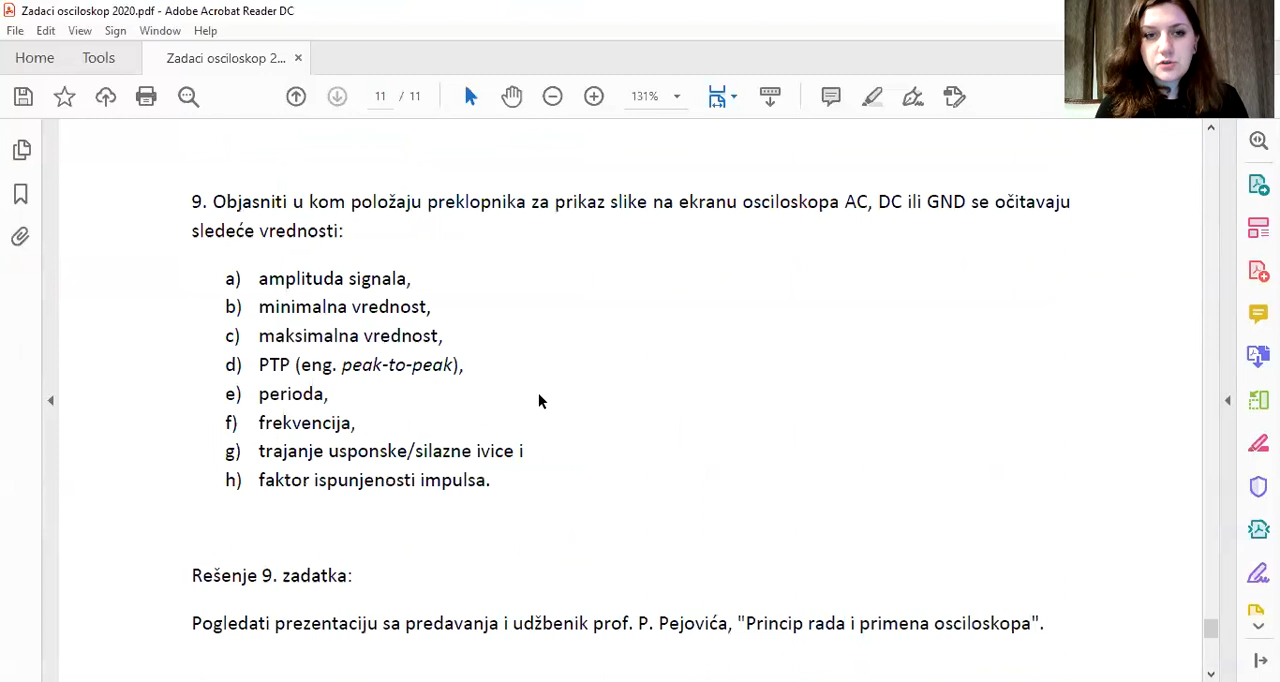 Zadaci osciloskop 2020.pdf - Adobe Acrobat Reader DC
File Edit View Sign Window Help
Home Tools Zadaci osciloskop 2... ×
11 / 11 131%
9. Objasniti u kom položaju preklopnika za prikaz slike na ekranu osciloskopa AC, DC ili GND se očitavaju
sledeće vrednosti:
a) amplituda signala,
b) minimalna vrednost,
c) maksimalna vrednost,
d) PTP (eng. peak-to-peak),
e) perioda,
f) frekvencija,
g) trajanje usponske/silazne ivice i
h) faktor ispunjenosti impulsa.
Rešenje 9. zadatka:
Pogledati prezentaciju sa predavanja i udžbenik prof. P. Pejovića, "Princip rada i primena osciloskopa".